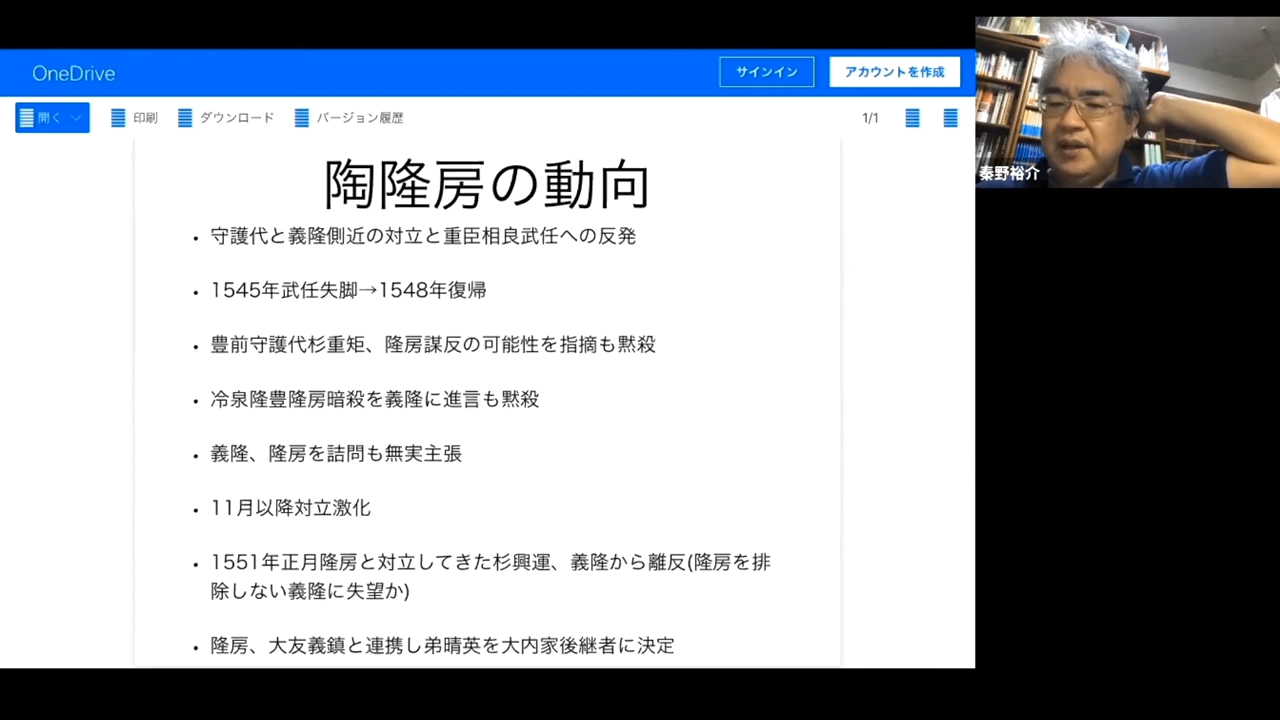 OneDrive
サインイン
アカウントを作成
開く
印刷
ダウンロード
バージョン履歴
1/1
秦野裕介
陶隆房の動向
• 守護代と義隆側近の対立と重臣相良武任への反発
• 1545年武任失脚→1548年復帰
• 豊前守護代杉重矩、隆房謀反の可能性を指摘も黙殺
• 冷泉隆豊隆房暗殺を義隆に進言も黙殺
• 義隆、隆房を詰問も無実主張
• 11月以降対立激化
• 1551年正月隆房と対立してきた杉興運、義隆から離反(隆房を排
除しない義隆に失望か)
• 隆房、大友義鎮と連携し弟晴英を大内家後継者に決定